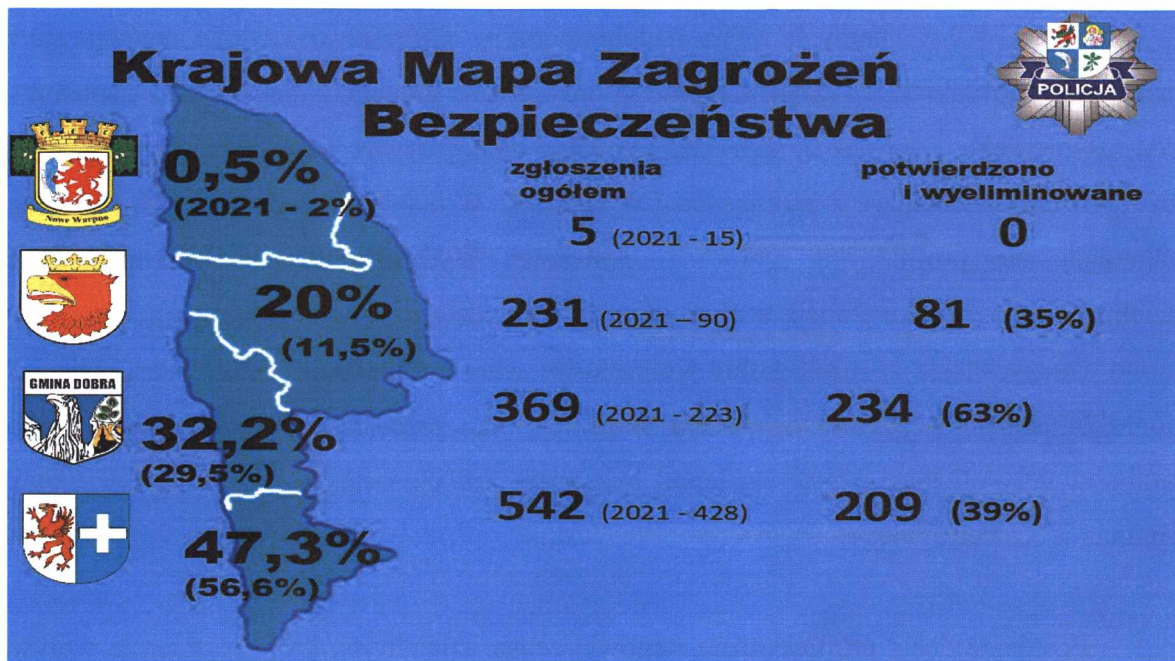 Krajowa Mapa Zagrożeń
Bezpieczeństwa
POLICJA
zgłoszenia
ogółem
potwierdzono
i wyeliminowane
Nowe Warpno
0,5%
(2021 - 2%)
5 (2021 - 15)
0
20%
(11,5%)
231 (2021 – 90)
81 (35%)
GMINA DOBRA
32,2%
(29,5%)
369 (2021 - 223)
234 (63%)
47,3%
(56,6%)
542 (2021 - 428)
209 (39%)